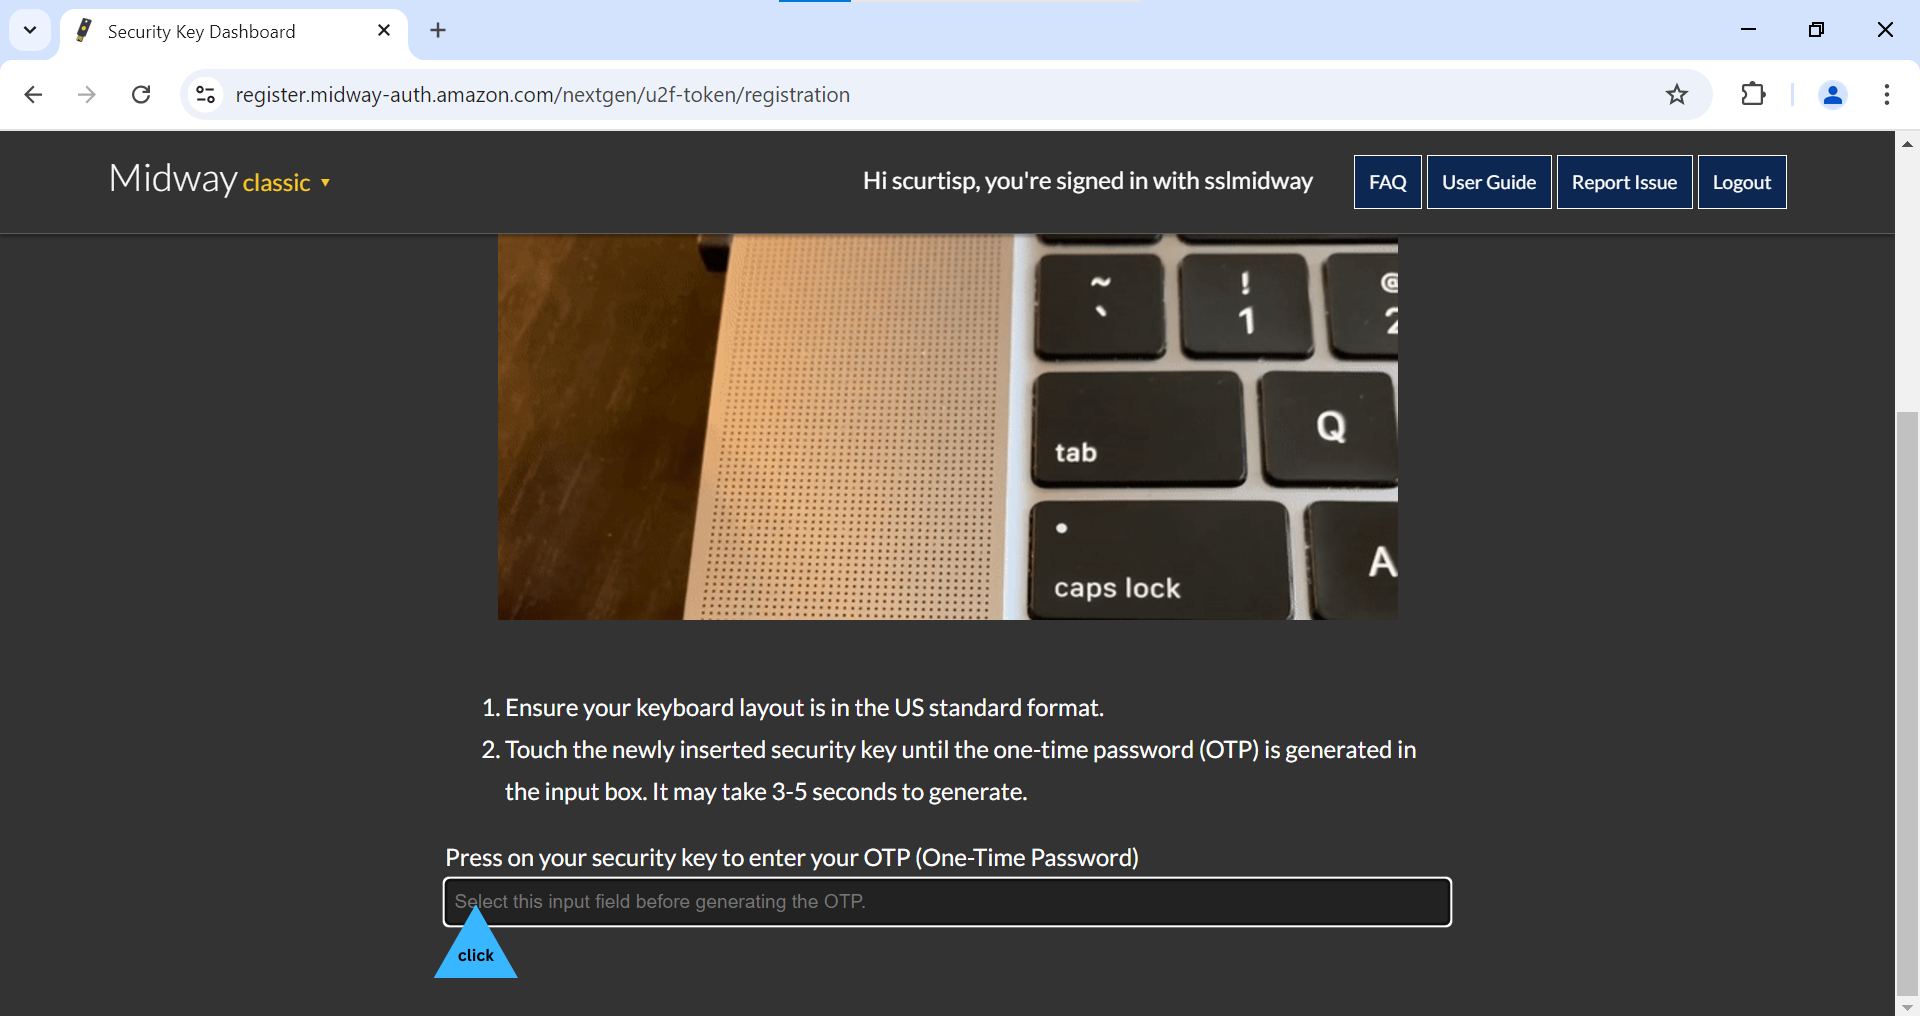 Security Key Dashboard
register.midway-auth.amazon.com/nextgen/u2f-token/registration
Midway classic
Hi scurtisp, you're signed in with sslmidway
FAQ
User Guide
Report Issue
Logout
~ ! @
` 1 2
tab Q
caps lock A
1. Ensure your keyboard layout is in the US standard format.
2. Touch the newly inserted security key until the one-time password (OTP) is generated in
the input box. It may take 3-5 seconds to generate.
Press on your security key to enter your OTP (One-Time Password)
Select this input field before generating the OTP.
click